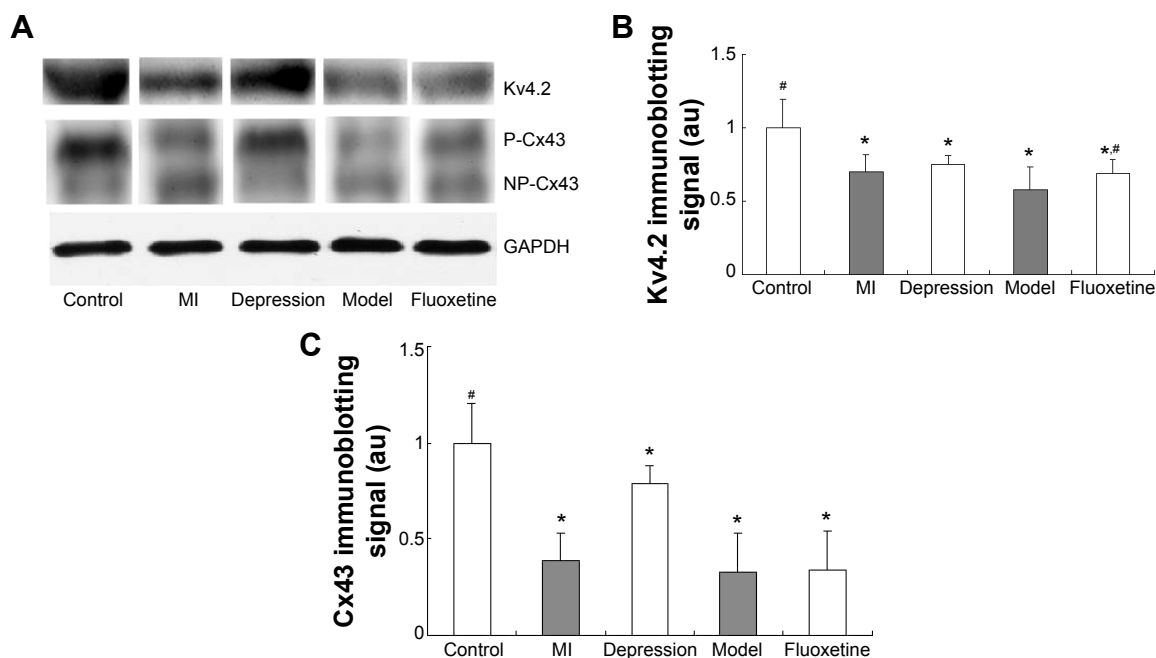 A
Kv4.2
P-Cx43
NP-Cx43
GAPDH
Control MI Depression Model Fluoxetine
B
Kv4.2 immunoblotting
signal (au)
1.5
1
0.5
0
#
*
*
*
*,#
Control MI Depression Model Fluoxetine
C
Cx43 immunoblotting
signal (au)
1.5
1
0.5
0
#
*
*
*
*
Control MI Depression Model Fluoxetine